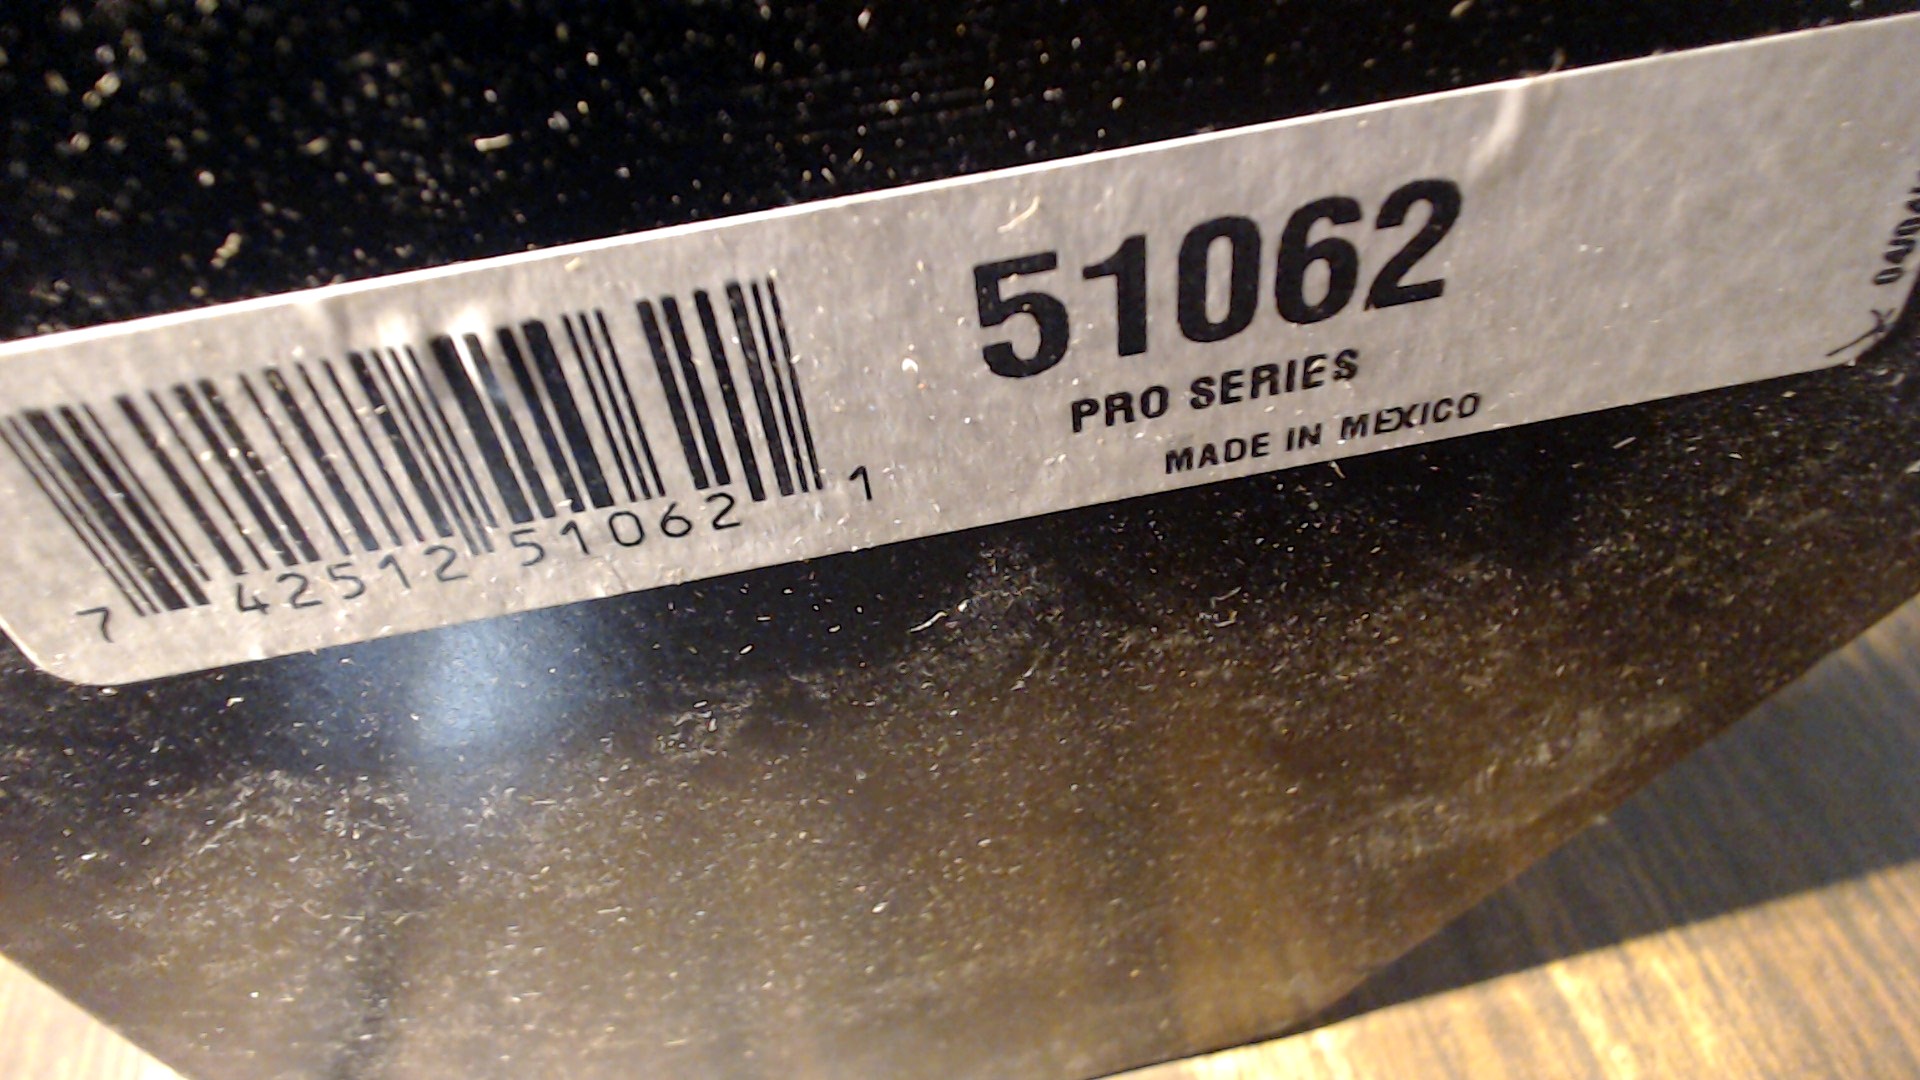 51062
PRO SERIES
MADE IN MEXICO
7 42512 51062 1